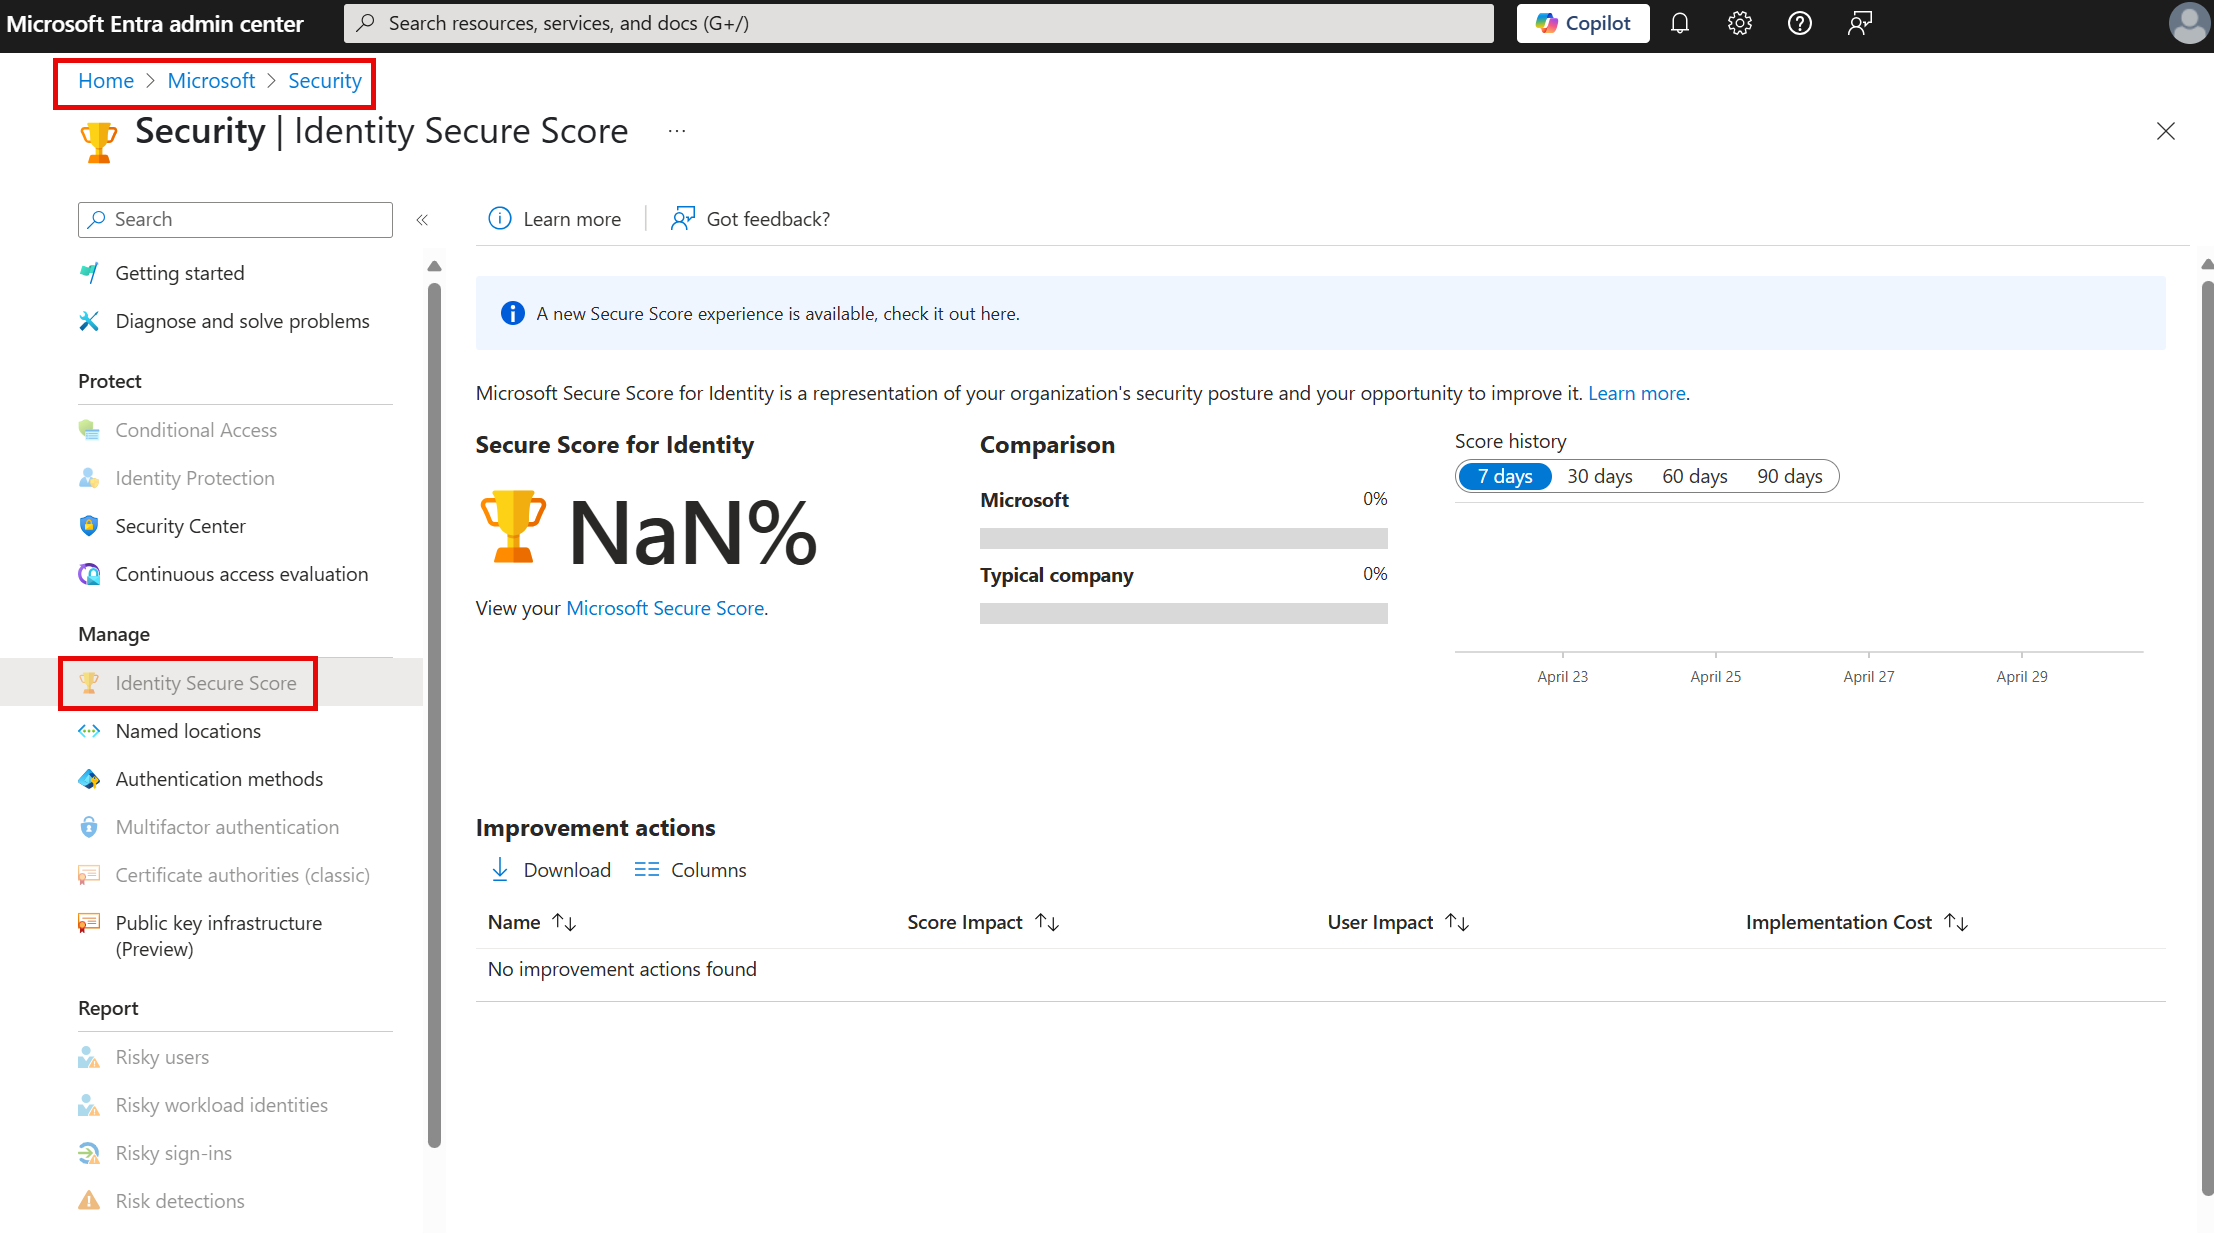 Microsoft Entra admin center
Search resources, services, and docs (G+/)
Copilot
Home > Microsoft > Security
Security | Identity Secure Score
...
Search
Getting started
Diagnose and solve problems
Protect
Conditional Access
Identity Protection
Security Center
Continuous access evaluation
Manage
Identity Secure Score
Named locations
Authentication methods
Multifactor authentication
Certificate authorities (classic)
Public key infrastructure
(Preview)
Report
Risky users
Risky workload identities
Risky sign-ins
Risk detections
Learn more
Got feedback?
A new Secure Score experience is available, check it out here.
Microsoft Secure Score for Identity is a representation of your organization's security posture and your opportunity to improve it. Learn more.
Secure Score for Identity
NaN%
View your Microsoft Secure Score.
Comparison
Microsoft 0%
Typical company 0%
Score history
7 days 30 days 60 days 90 days
April 23 April 25 April 27 April 29
Improvement actions
Download Columns
Name Score Impact User Impact Implementation Cost
No improvement actions found